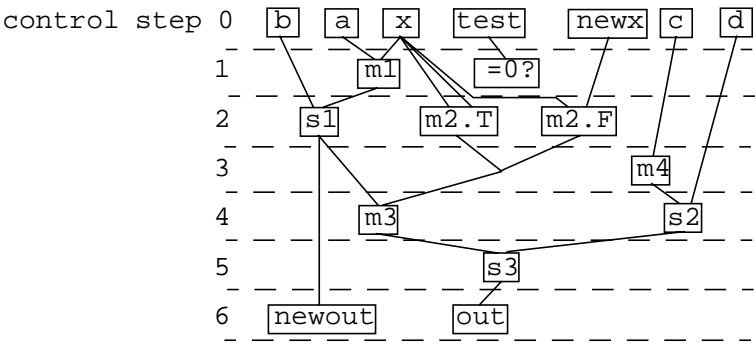 control step 0 b a x test newx c d
1 m1 =0?
2 s1 m2.T m2.F
3 m4
4 m3 s2
5 s3
6 newout out